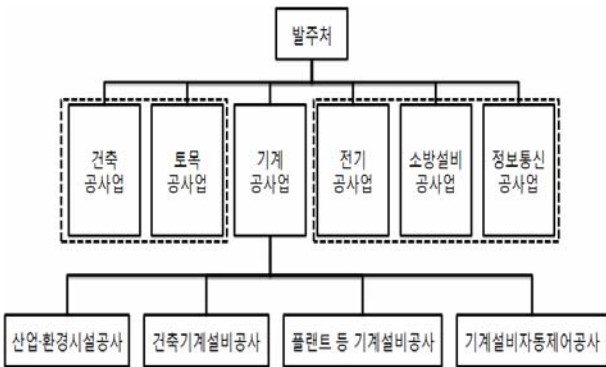 발주처
건축
공사업
토목
공사업
기계
공사업
전기
공사업
소방설비
공사업
정보통신
공사업
산업·환경시설공사
건축기계설비공사
플랜트 등 기계설비공사
기계설비자동제어공사